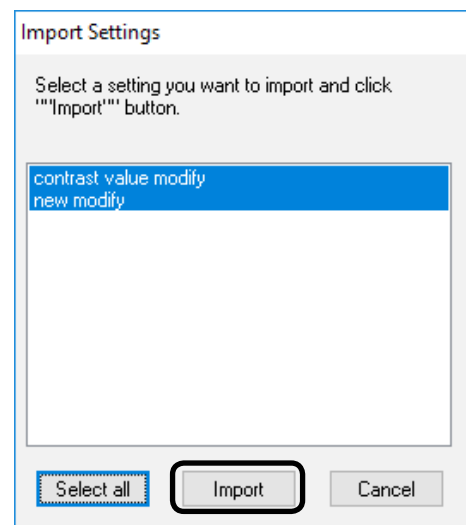 Import Settings
Select a setting you want to import and click
""Import"" button.
contrast value modify
new modify
Select all
Import
Cancel